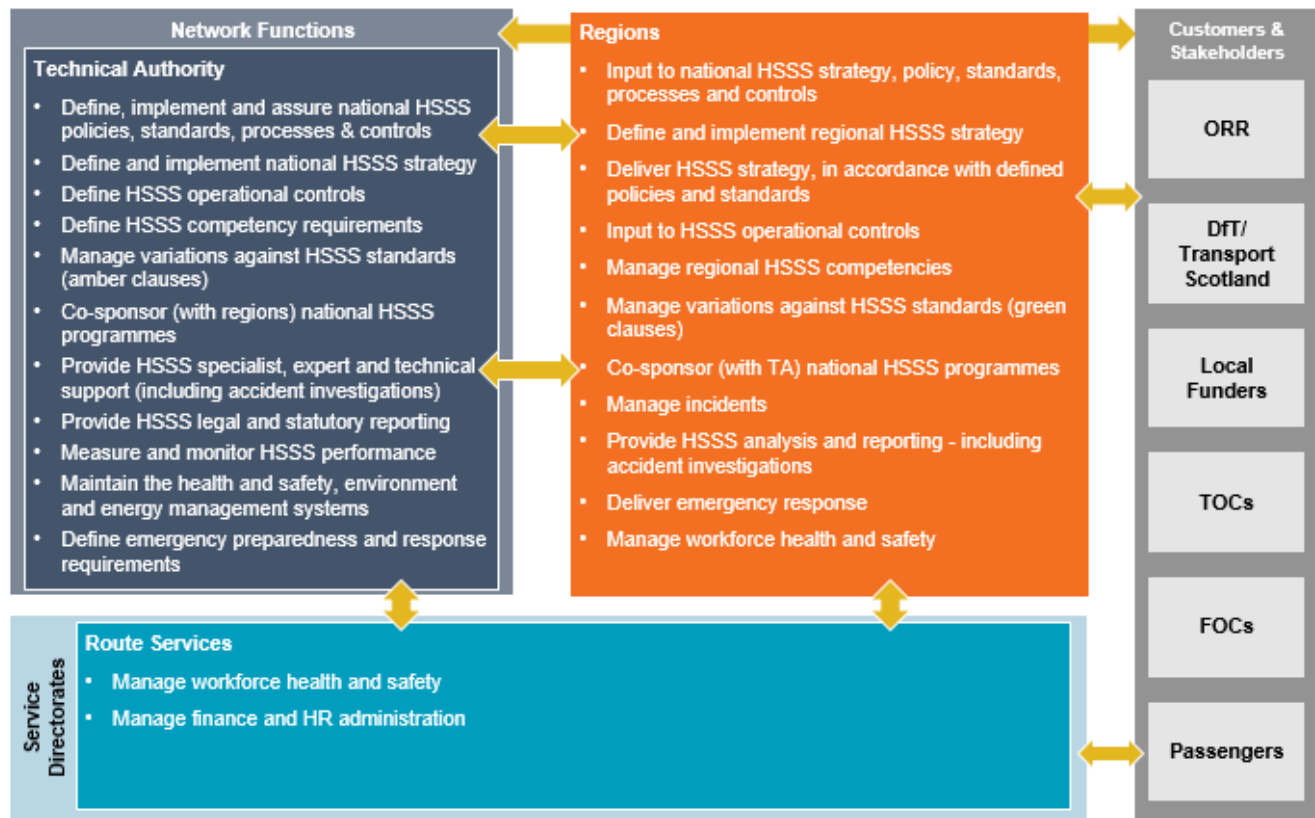 Network Functions
Technical Authority
• Define, implement and assure national HSSS
policies, standards, processes & controls
• Define and implement national HSSS strategy
• Define HSSS operational controls
• Define HSSS competency requirements
• Manage variations against HSSS standards
(amber clauses)
• Co-sponsor (with regions) national HSSS
programmes
• Provide HSSS specialist, expert and technical
support (including accident investigations)
• Provide HSSS legal and statutory reporting
• Measure and monitor HSSS performance
• Maintain the health and safety, environment
and energy management systems
• Define emergency preparedness and response
requirements
Regions
• Input to national HSSS strategy, policy, standards,
processes and controls
• Define and implement regional HSSS strategy
• Deliver HSSS strategy, in accordance with defined
policies and standards
• Input to HSSS operational controls
• Manage regional HSSS competencies
• Manage variations against HSSS standards (green
clauses)
• Co-sponsor (with TA) national HSSS programmes
• Manage incidents
• Provide HSSS analysis and reporting - including
accident investigations
• Deliver emergency response
• Manage workforce health and safety
Customers &
Stakeholders
ORR
DfT/
Transport
Scotland
Local
Funders
TOCs
FOCs
Passengers
Service
Directorates
Route Services
• Manage workforce health and safety
• Manage finance and HR administration